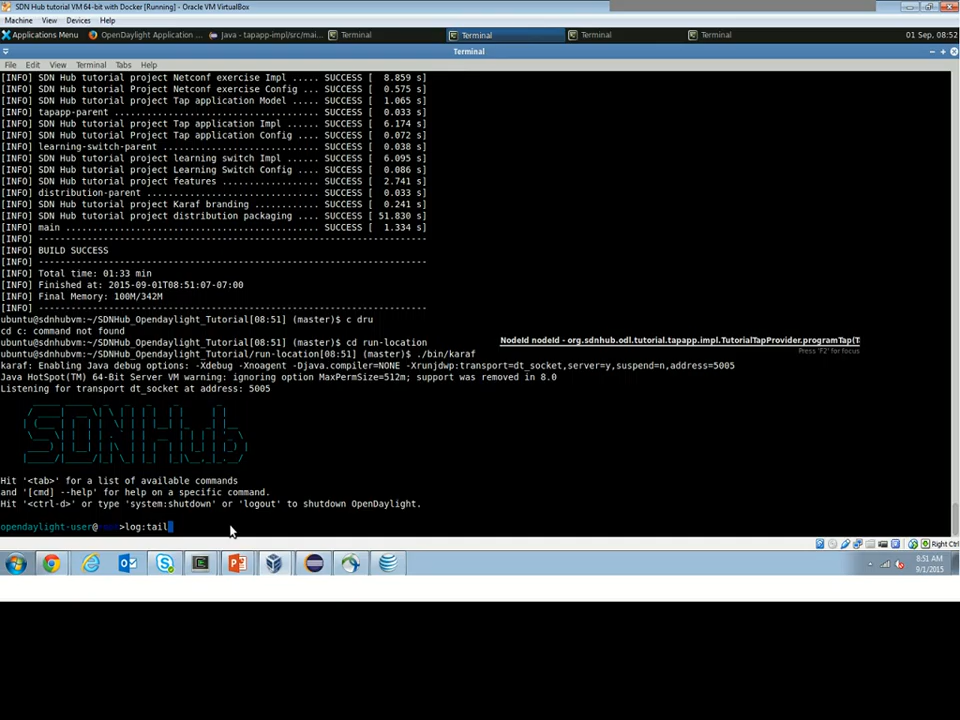 SDN Hub tutorial VM 64-bit with Docker [Running] - Oracle VM VirtualBox
Machine View Devices Help
Applications Menu OpenDaylight Application ... Java - tapapp-impl/src/mai... Terminal Terminal Terminal Terminal 01 Sep, 08:52
Terminal
File Edit View Terminal Tabs Help
[INFO] SDN Hub tutorial project Netconf exercise Impl ..... SUCCESS [ 8.859 s]
[INFO] SDN Hub tutorial Project Netconf exercise Config ... SUCCESS [ 0.575 s]
[INFO] SDN Hub tutorial project Tap application Model ..... SUCCESS [ 1.065 s]
[INFO] tapapp-parent ...................................... SUCCESS [ 0.033 s]
[INFO] SDN Hub tutorial project Tap application Impl ...... SUCCESS [ 6.174 s]
[INFO] SDN Hub tutorial Project Tap application Config .... SUCCESS [ 0.072 s]
[INFO] learning-switch-parent ............................. SUCCESS [ 0.038 s]
[INFO] SDN Hub tutorial project learning switch Impl ...... SUCCESS [ 6.095 s]
[INFO] SDN Hub tutorial Project Learning Switch Config .... SUCCESS [ 0.086 s]
[INFO] SDN Hub tutorial project features .................. SUCCESS [ 2.741 s]
[INFO] distribution-parent ................................ SUCCESS [ 0.033 s]
[INFO] SDN Hub tutorial project Karaf branding ............ SUCCESS [ 0.241 s]
[INFO] SDN Hub tutorial project distribution packaging .... SUCCESS [ 51.830 s]
[INFO] main ............................................... SUCCESS [ 1.334 s]
[INFO] ------------------------------------------------------------------------
[INFO] BUILD SUCCESS
[INFO] ------------------------------------------------------------------------
[INFO] Total time: 01:33 min
[INFO] Finished at: 2015-09-01T08:51:07-07:00
[INFO] Final Memory: 100M/342M
[INFO] ------------------------------------------------------------------------
ubuntu@sdnhubvm:~/SDNHub_Opendaylight_Tutorial[08:51] (master)$ c dru
cd c: command not found
ubuntu@sdnhubvm:~/SDNHub_Opendaylight_Tutorial[08:51] (master)$ cd run-location
NodeId nodeId - org.sdnhub.odl.tutorial.tapapp.impl.TutorialTapProvider.programTap(T
Press 'F2' for focus
ubuntu@sdnhubvm:~/SDNHub_Opendaylight_Tutorial/run-location[08:51] (master)$ ./bin/karaf
karaf: Enabling Java debug options: -Xdebug -Xnoagent -Djava.compiler=NONE -Xrunjdwp:transport=dt_socket,server=y,suspend=n,address=5005
Java HotSpot(TM) 64-Bit Server VM warning: ignoring option MaxPermSize=512m; support was removed in 8.0
Listening for transport dt_socket at address: 5005
SDNHub
Hit '<tab>' for a list of available commands
and '[cmd] --help' for help on a specific command.
Hit '<ctrl-d>' or type 'system:shutdown' or 'logout' to shutdown OpenDaylight.
opendaylight-user@root>log:tail
Right Ctrl
8:51 AM
9/1/2015